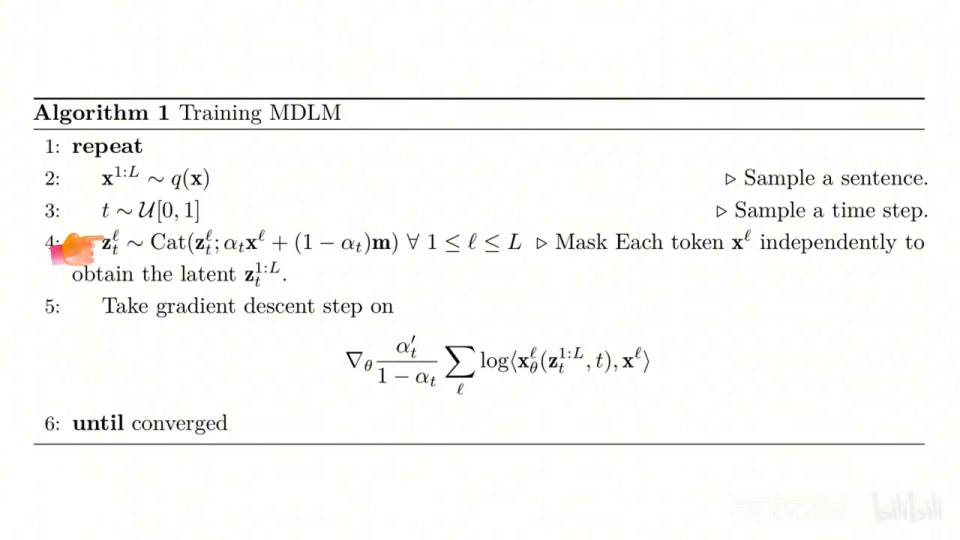 Algorithm 1 Training MDLM
1: repeat
2: x^{1:L} ∼ q(x) ▷ Sample a sentence.
3: t ∼ 𝒰[0, 1] ▷ Sample a time step.
4: z_t^ℓ ∼ Cat(z_t^ℓ; α_t x^ℓ + (1 − α_t)m) ∀ 1 ≤ ℓ ≤ L ▷ Mask Each token x^ℓ independently to
obtain the latent z_t^{1:L}.
5: Take gradient descent step on
∇_θ \frac{α′_t}{1 − α_t} ∑_ℓ log⟨x_θ^ℓ(z_t^{1:L}, t), x^ℓ⟩
6: until converged
bilibili